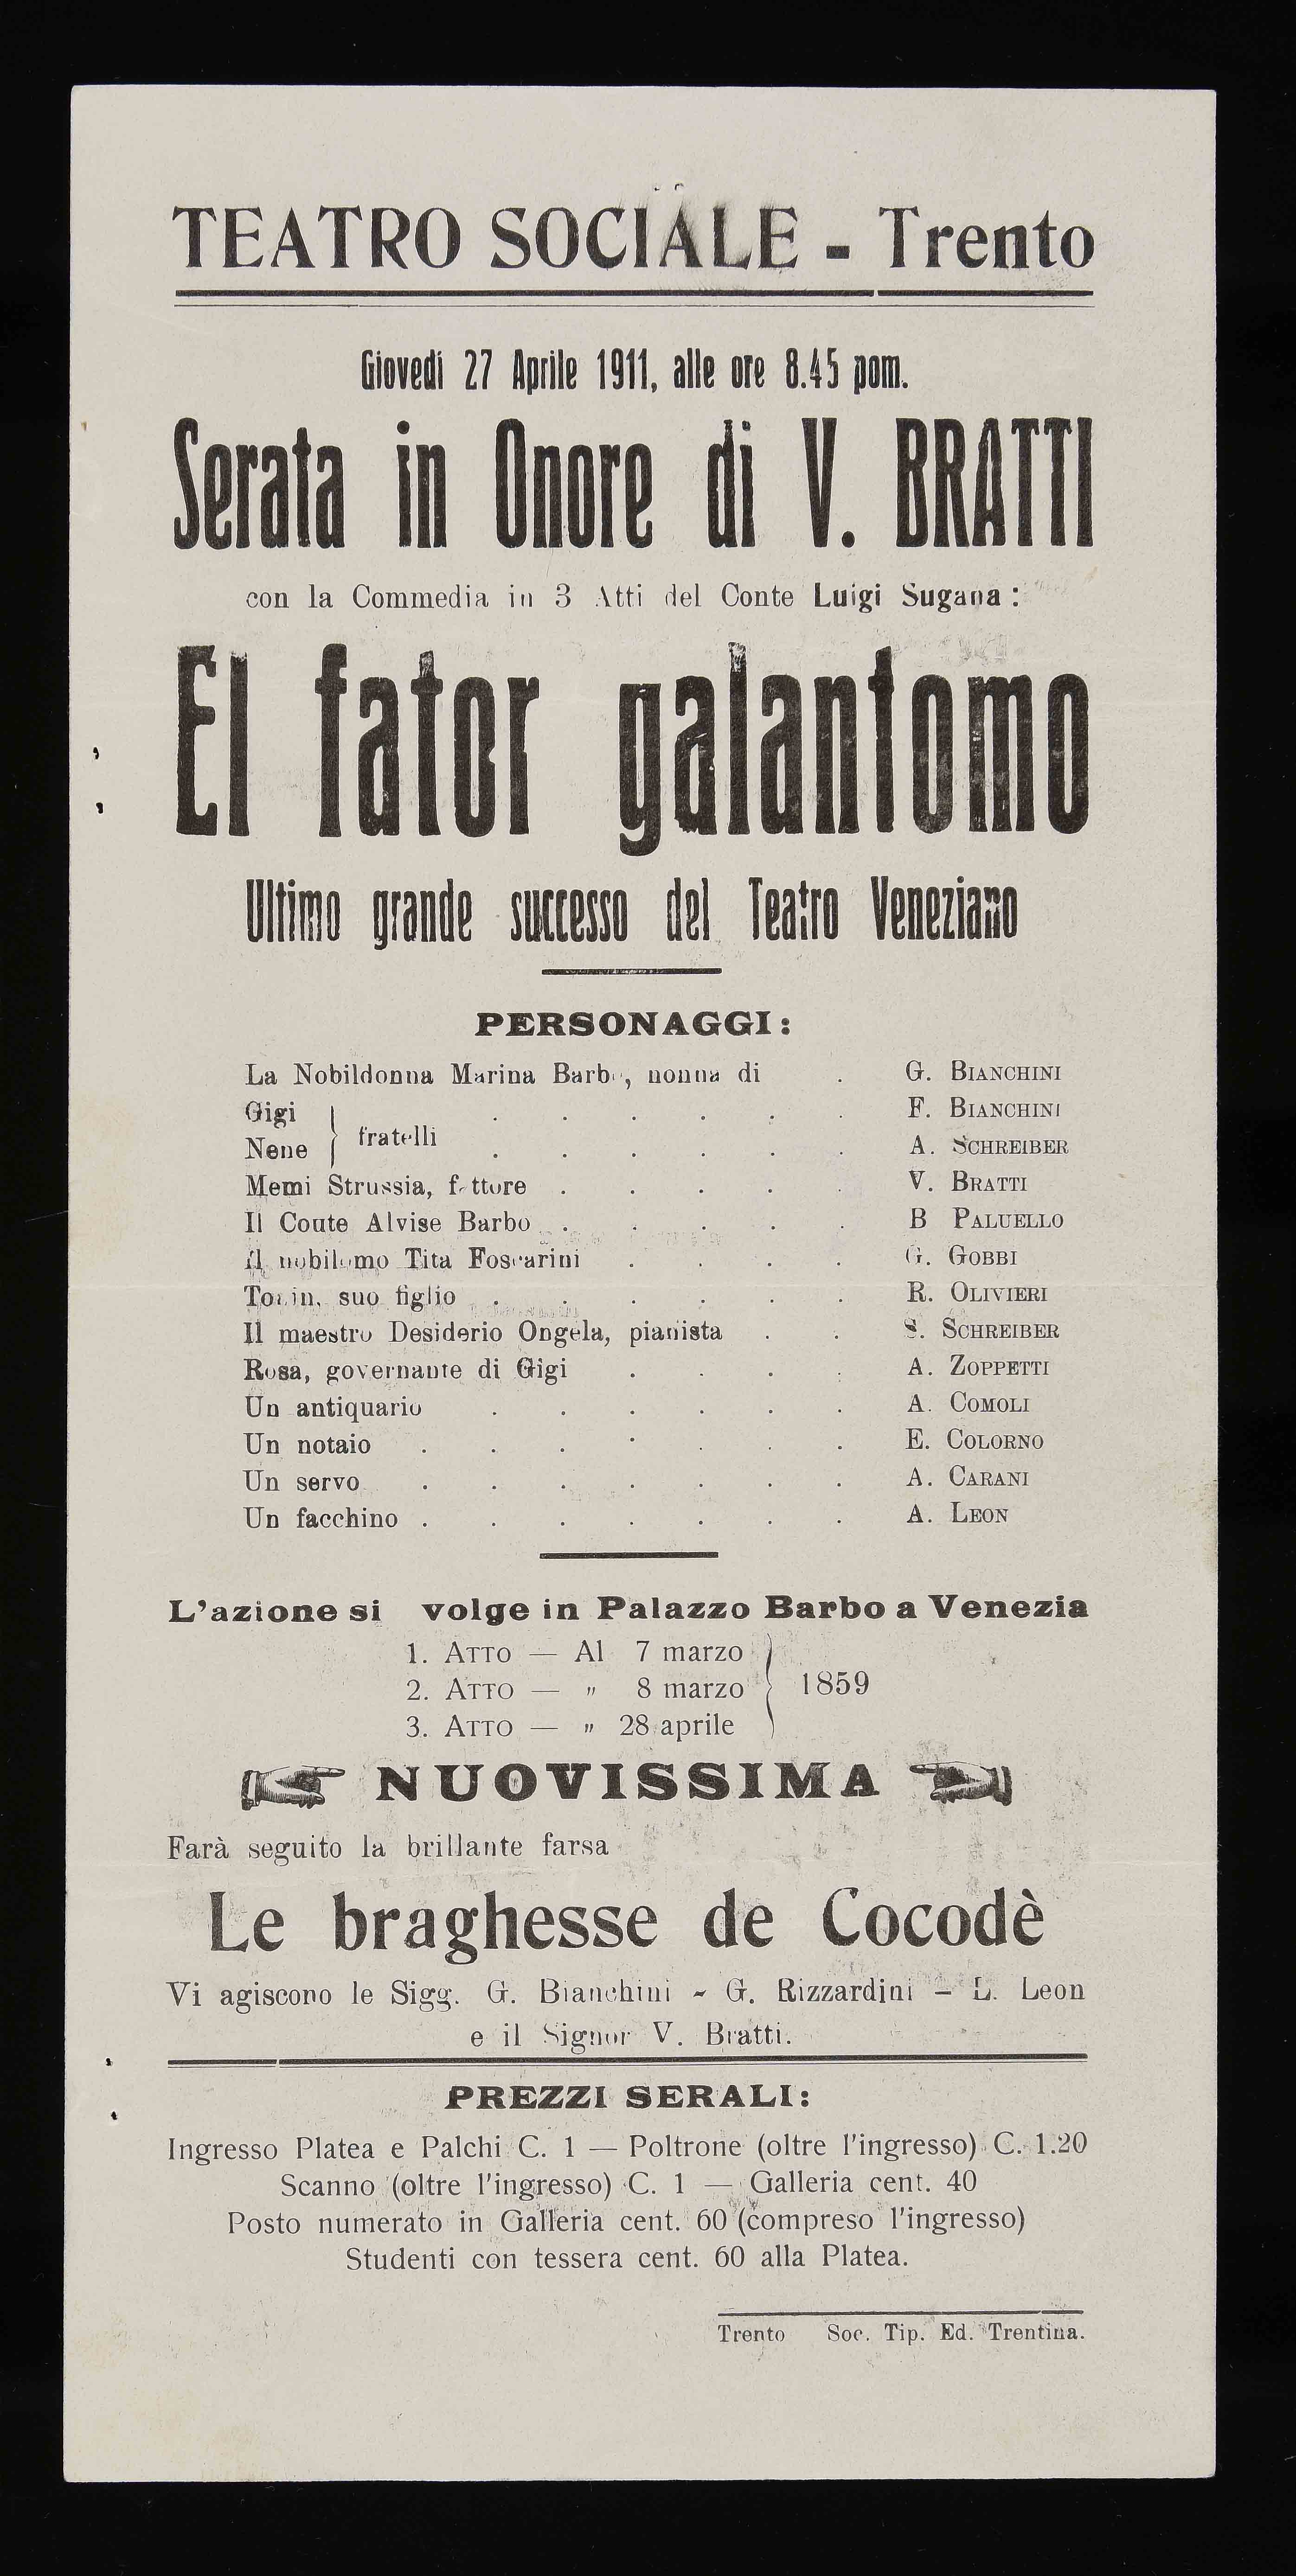 TEATRO SOCIALE - Trento
Giovedì 27 Aprile 1911, alle ore 8.45 pom.
Serata in Onore di V. BRATTI
con la Commedia in 3 Atti del Conte Luigi Sugana:
El fator galantomo
Ultimo grande successo del Teatro Veneziano
PERSONAGGI:
La Nobildonna Marina Barbo, nonna di . G. BIANCHINI
Gigi . . . . . . F. BIANCHINI
} fratelli
Nene . . . . . . A. SCHREIBER
Memi Strussia, fattore . . . . . V. BRATTI
Il Conte Alvise Barbo . . . . . B PALUELLO
Il nobilomo Tita Foscarini . . . . G. GOBBI
Tonin, suo figlio . . . . . . R. OLIVIERI
Il maestro Desiderio Ongela, pianista . . S. SCHREIBER
Rosa, governante di Gigi . . . . A. ZOPPETTI
Un antiquario . . . . . . A. COMOLI
Un notaio . . . . . . . E. COLORNO
Un servo . . . . . . . A. CARANI
Un facchino . . . . . . . A. LEON
L'azione si volge in Palazzo Barbo a Venezia
1. ATTO — Al 7 marzo
2. ATTO — „ 8 marzo } 1859
3. ATTO — „ 28 aprile
NUOVISSIMA
Farà seguito la brillante farsa
Le braghesse de Cocodè
Vi agiscono le Sigg. G. Bianchini - G. Rizzardini - L. Leon
e il Signor V. Bratti.
PREZZI SERALI:
Ingresso Platea e Palchi C. 1 — Poltrone (oltre l'ingresso) C. 1.20
Scanno (oltre l'ingresso) C. 1 — Galleria cent. 40
Posto numerato in Galleria cent. 60 (compreso l'ingresso)
Studenti con tessera cent. 60 alla Platea.
Trento Soc. Tip. Ed. Trentina.